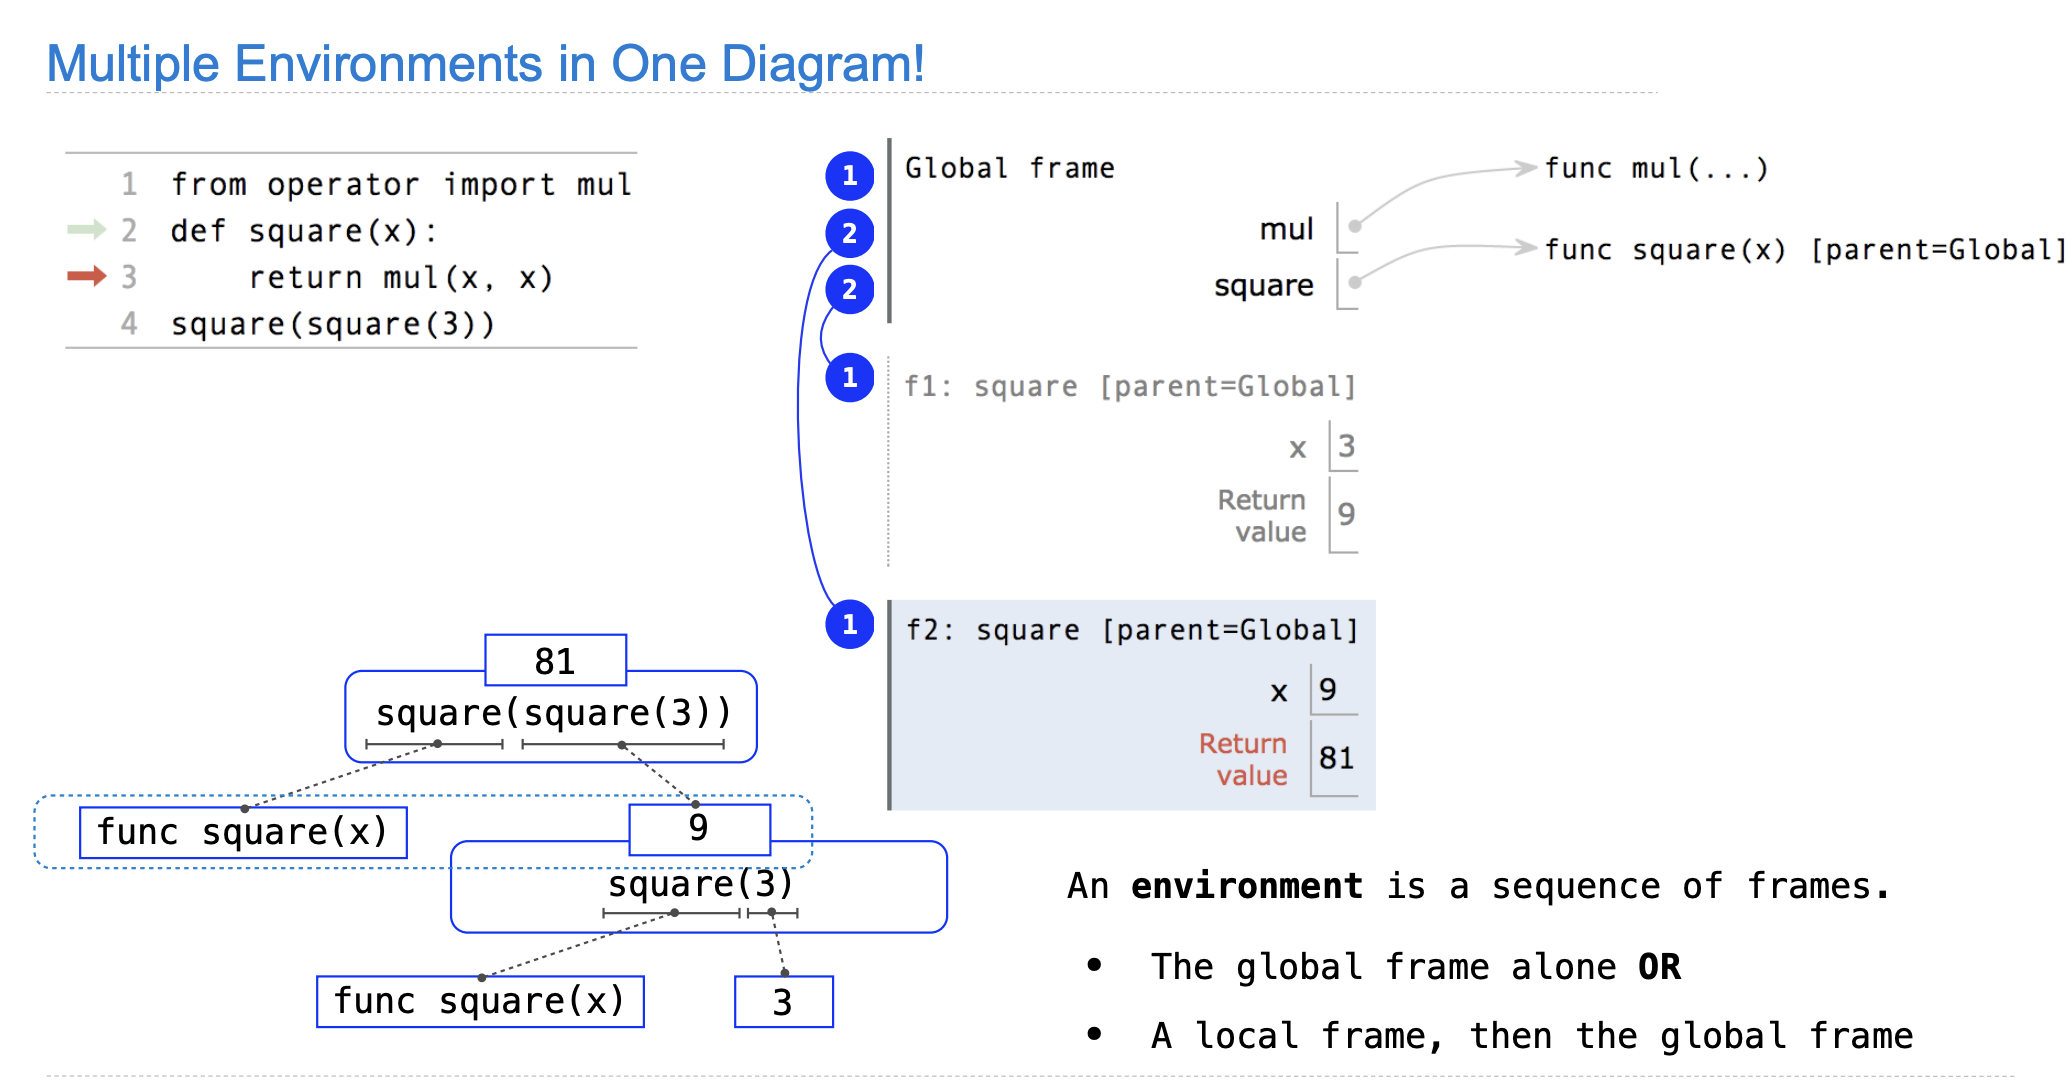 Multiple Environments in One Diagram!
1 from operator import mul
2 def square(x):
3     return mul(x, x)
4 square(square(3))
1 Global frame
2 mul
2 square
func mul(...)
func square(x) [parent=Global]
1 f1: square [parent=Global]
x 3
Return
value 9
1 f2: square [parent=Global]
x 9
Return
value 81
81
square(square(3))
func square(x)
9
square(3)
func square(x)
3
An environment is a sequence of frames.
• The global frame alone OR
• A local frame, then the global frame